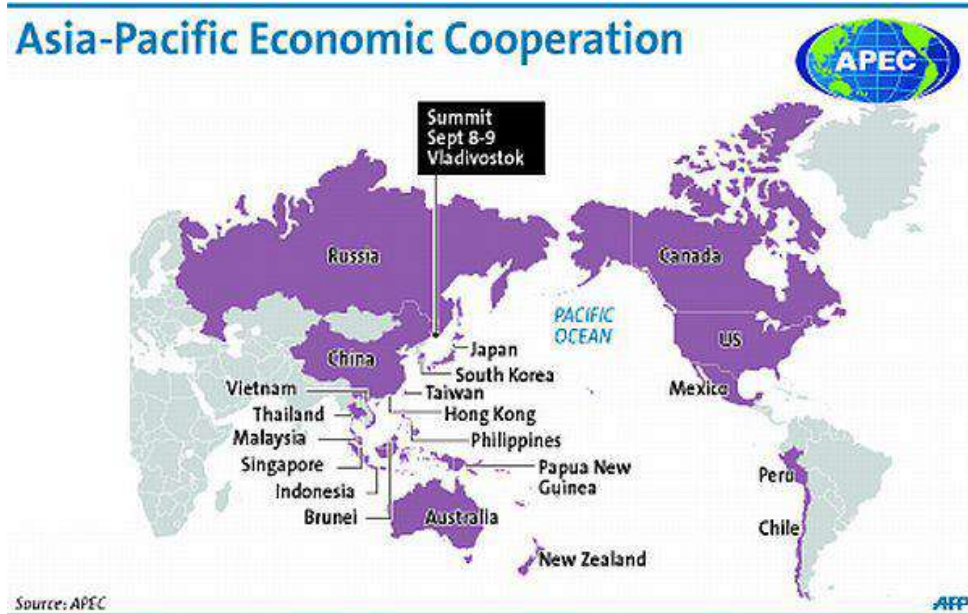 Asia-Pacific Economic Cooperation
APEC
Summit
Sept 8-9
Vladivostok
Russia
Canada
PACIFIC
OCEAN
US
China
Japan
South Korea
Mexico
Vietnam
Taiwan
Thailand
Hong Kong
Malaysia
Philippines
Singapore
Papua New
Guinea
Indonesia
Peru
Brunei
Australia
Chile
New Zealand
Source: APEC
AFP